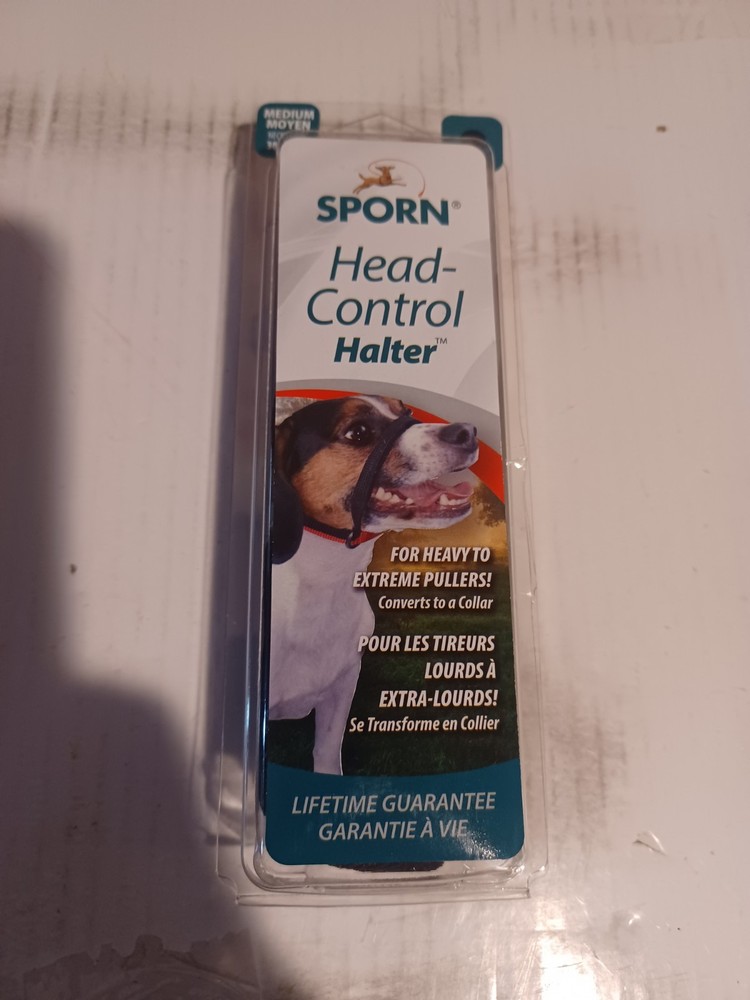 MEDIUM
MOYEN
SPORN®
Head-
Control
Halter™
FOR HEAVY TO
EXTREME PULLERS!
Converts to a Collar
POUR LES TIREURS
LOURDS À
EXTRA-LOURDS!
Se Transforme en Collier
LIFETIME GUARANTEE
GARANTIE À VIE